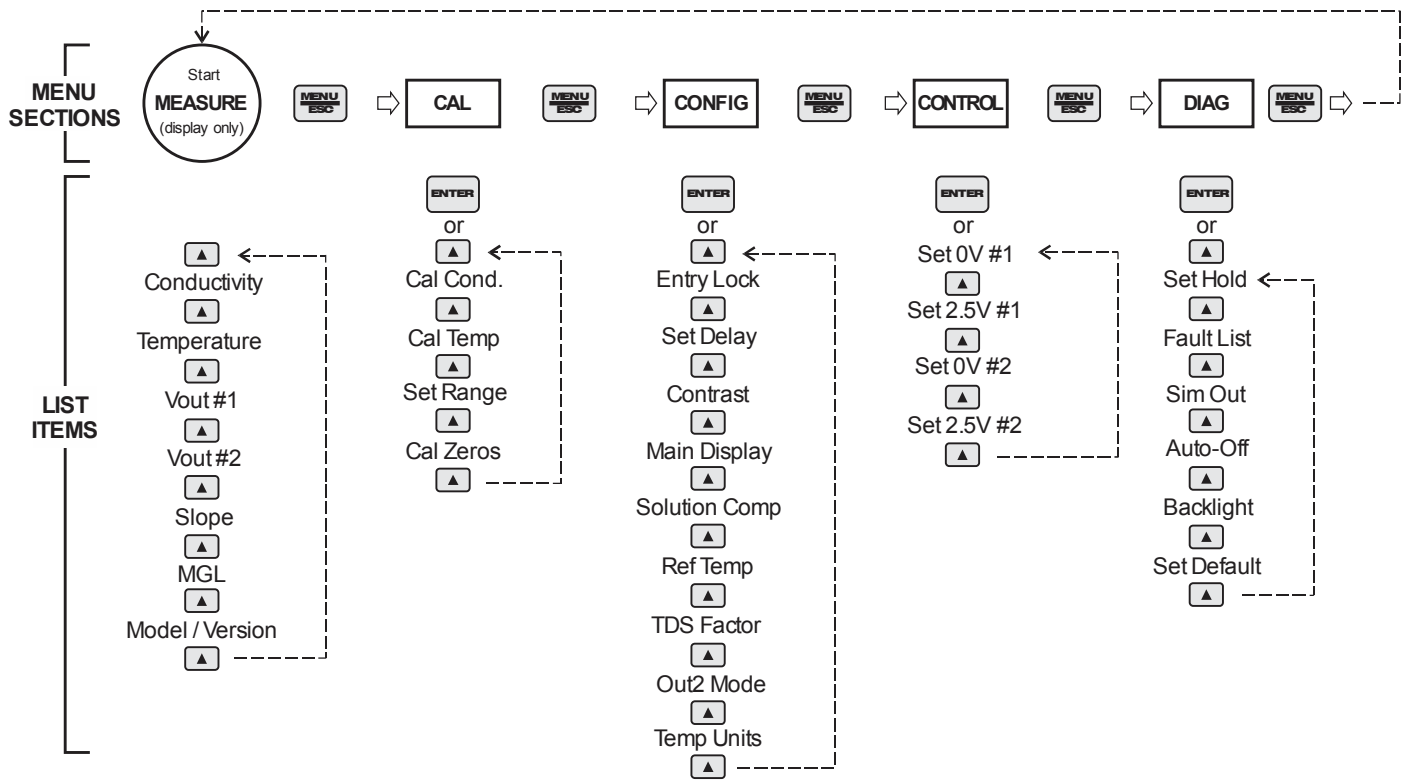 MENU
SECTIONS
Start
MEASURE
(display only)
MENU
ESC
CAL
MENU
ESC
CONFIG
MENU
ESC
CONTROL
MENU
ESC
DIAG
MENU
ESC
LIST
ITEMS
Conductivity
Temperature
Vout #1
Vout #2
Slope
MGL
Model / Version
ENTER
or
Cal Cond.
Cal Temp
Set Range
Cal Zeros
ENTER
or
Entry Lock
Set Delay
Contrast
Main Display
Solution Comp
Ref Temp
TDS Factor
Out2 Mode
Temp Units
ENTER
or
Set 0V #1
Set 2.5V #1
Set 0V #2
Set 2.5V #2
ENTER
or
Set Hold
Fault List
Sim Out
Auto-Off
Backlight
Set Default